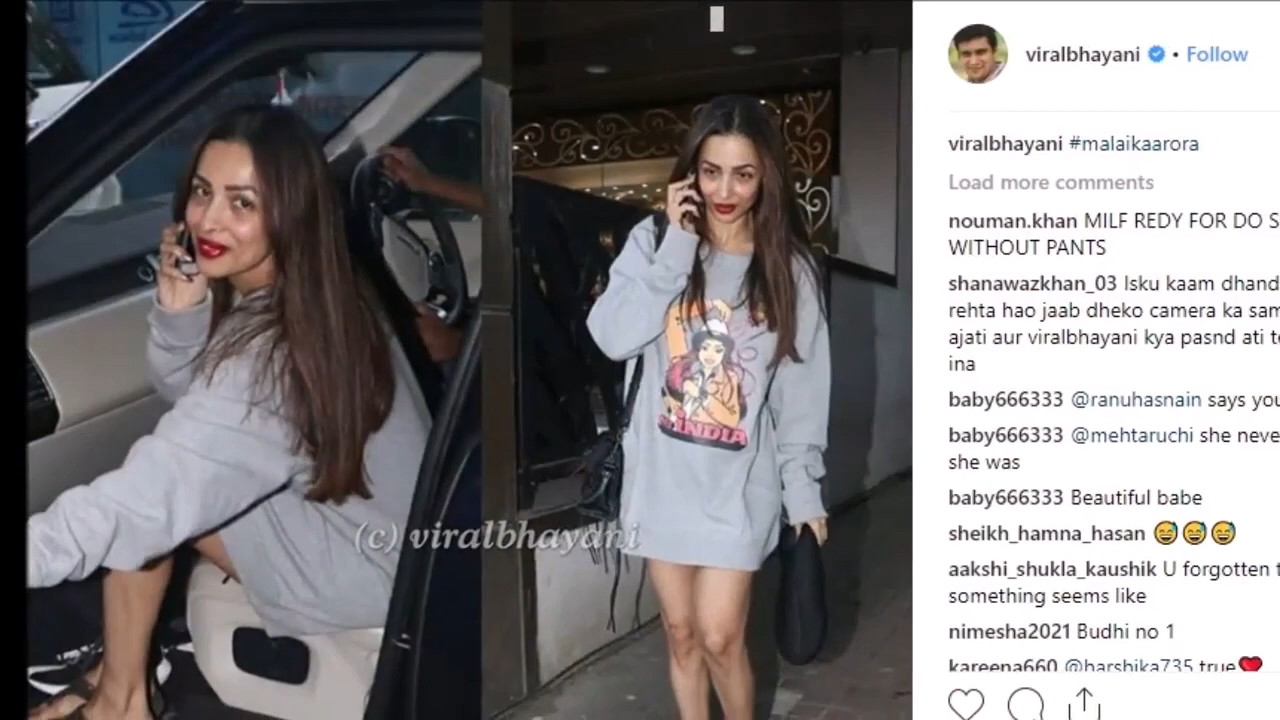 viralbhayani • Follow
viralbhayani #malaikaarora
Load more comments
nouman.khan MILF REDY FOR DO S
WITHOUT PANTS
shanawazkhan_03 Isku kaam dhand
rehta hao jaab dheko camera ka sam
ajati aur viralbhayani kya pasnd ati t
ina
baby666333 @ranuhasnain says you
baby666333 @mehtaruchi she neve
she was
baby666333 Beautiful babe
sheikh_hamna_hasan 😅😅😅
aakshi_shukla_kaushik U forgotten t
something seems like
nimesha2021 Budhi no 1
kareena660 @harshika735 true❤️
INDIA
(c) viralbhayani